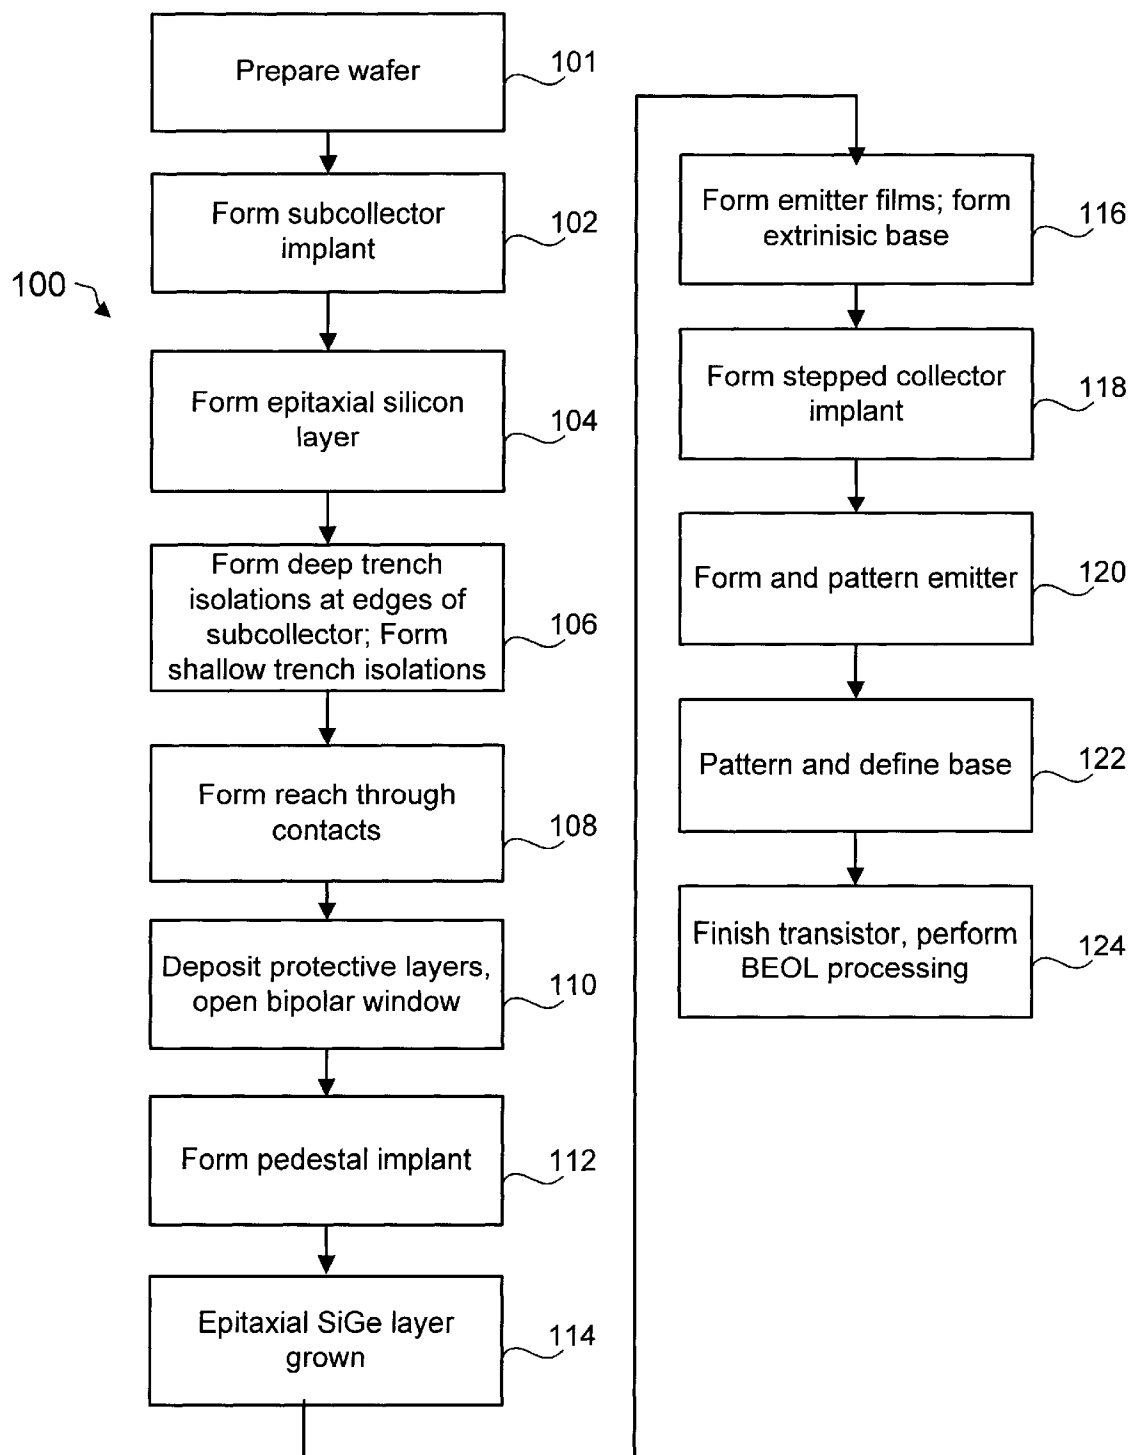 Prepare wafer
101
Form subcollector
implant
102
100
Form epitaxial silicon
layer
104
Form deep trench
isolations at edges of
subcollector; Form
shallow trench isolations
106
Form reach through
contacts
108
Deposit protective layers,
open bipolar window
110
Form pedestal implant
112
Epitaxial SiGe layer
grown
114
Form emitter films; form
extrinisic base
116
Form stepped collector
implant
118
Form and pattern emitter
120
Pattern and define base
122
Finish transistor, perform
BEOL processing
124